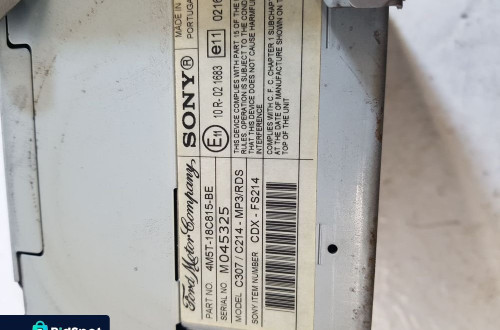 Ford Motor Company
PART NO. 4M5T-18C815-BE
SERIAL NO M045325
MODEL C307 / C214 - MP3/RDS
SONY ITEM NUMBER CDX - FS214
MADE IN
PORTUGAL
SONY®
E11 10 R- 02 1683 e11 
THIS DEVICE COMPLIES WITH PART 15 OF THE
RULES OPERATION IS SUBJECT TO THE
THAT THIS DEVICE DOES NOT CAUSE HARMFUL
INTERFERENCE
COMPLIES WITH C. F. C. CHAPTER 1 SUBCHAPT
AT THE DATE OF MANUFACTURE SHOWN ON
TOP OF THE UNIT
BidSpot